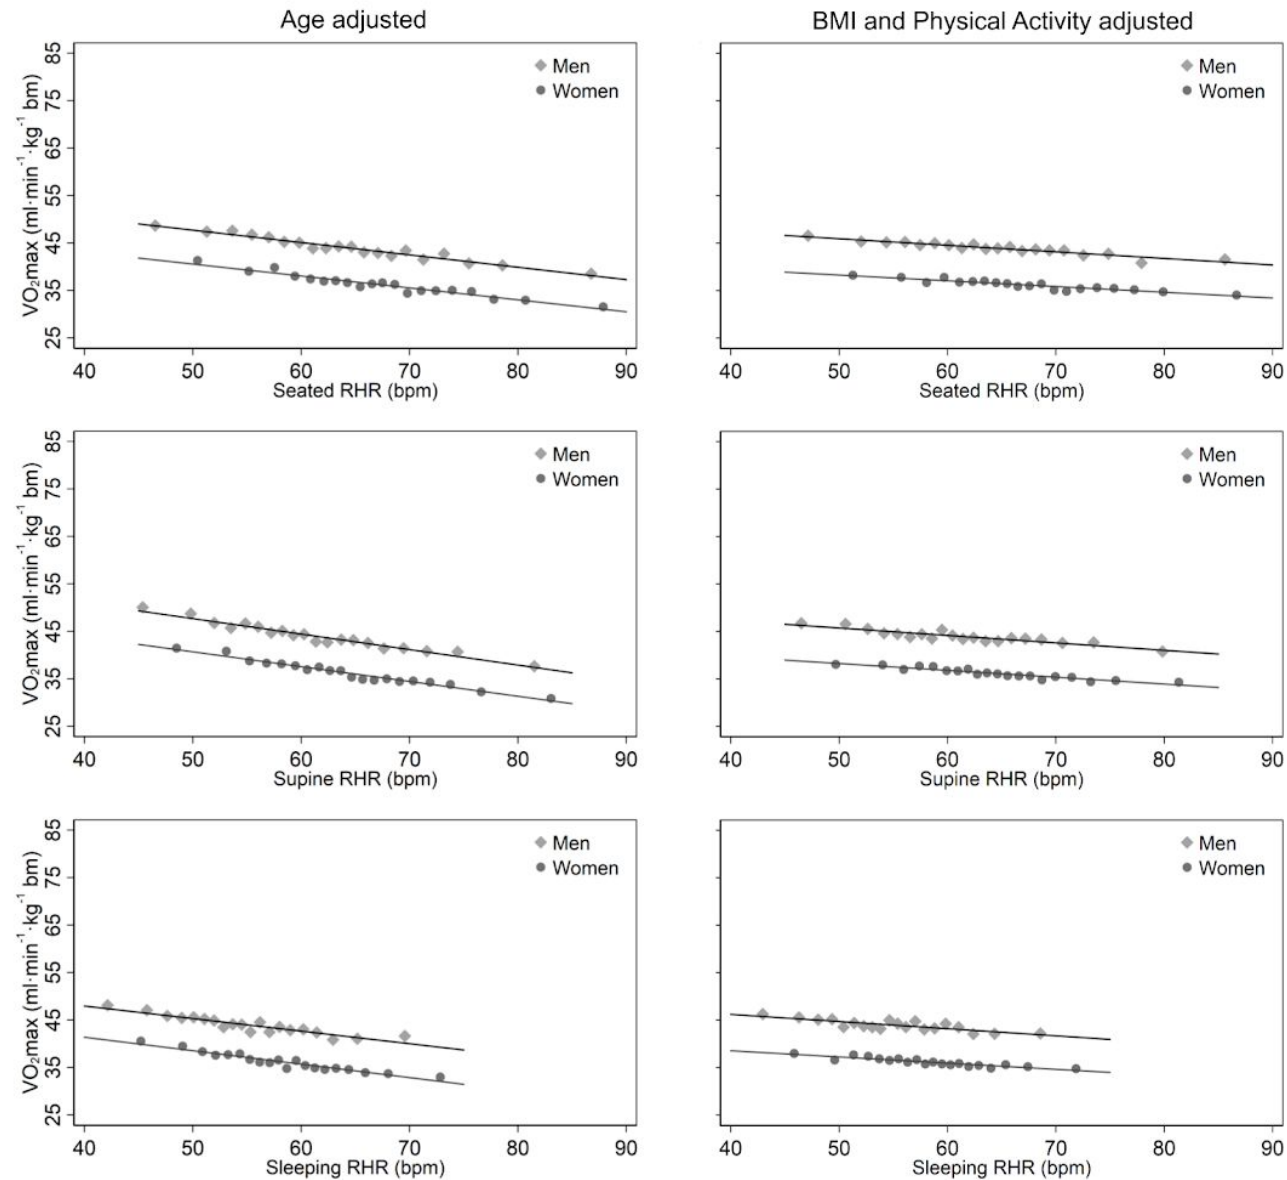 Age adjusted
BMI and Physical Activity adjusted
VO₂max (ml·min⁻¹·kg⁻¹ bm)
85
75
65
55
45
35
25
Men
Women
40 50 60 70 80 90
Seated RHR (bpm)
Men
Women
40 50 60 70 80 90
Seated RHR (bpm)
VO₂max (ml·min⁻¹·kg⁻¹ bm)
85
75
65
55
45
35
25
Men
Women
40 50 60 70 80 90
Supine RHR (bpm)
Men
Women
40 50 60 70 80 90
Supine RHR (bpm)
VO₂max (ml·min⁻¹·kg⁻¹ bm)
85
75
65
55
45
35
25
Men
Women
40 50 60 70 80 90
Sleeping RHR (bpm)
Men
Women
40 50 60 70 80 90
Sleeping RHR (bpm)